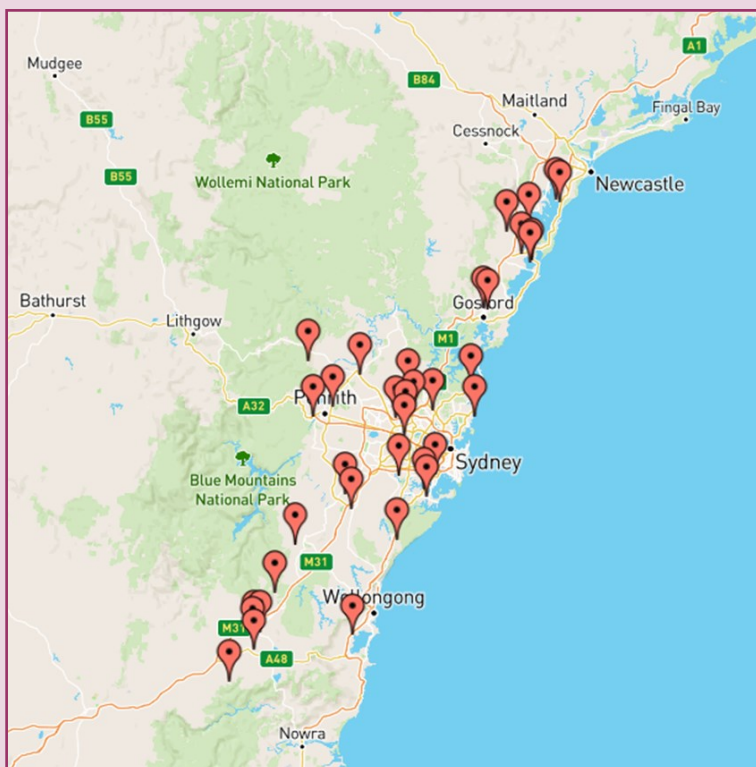 A1
Mudgee
B84
Maitland
Fingal Bay
B55
Cessnock
B55
Wollemi National Park
Newcastle
Bathurst
Gosford
Lithgow
M1
A32
Penrith
Sydney
Blue Mountains
National Park
M31
Wollongong
M31
A48
Nowra